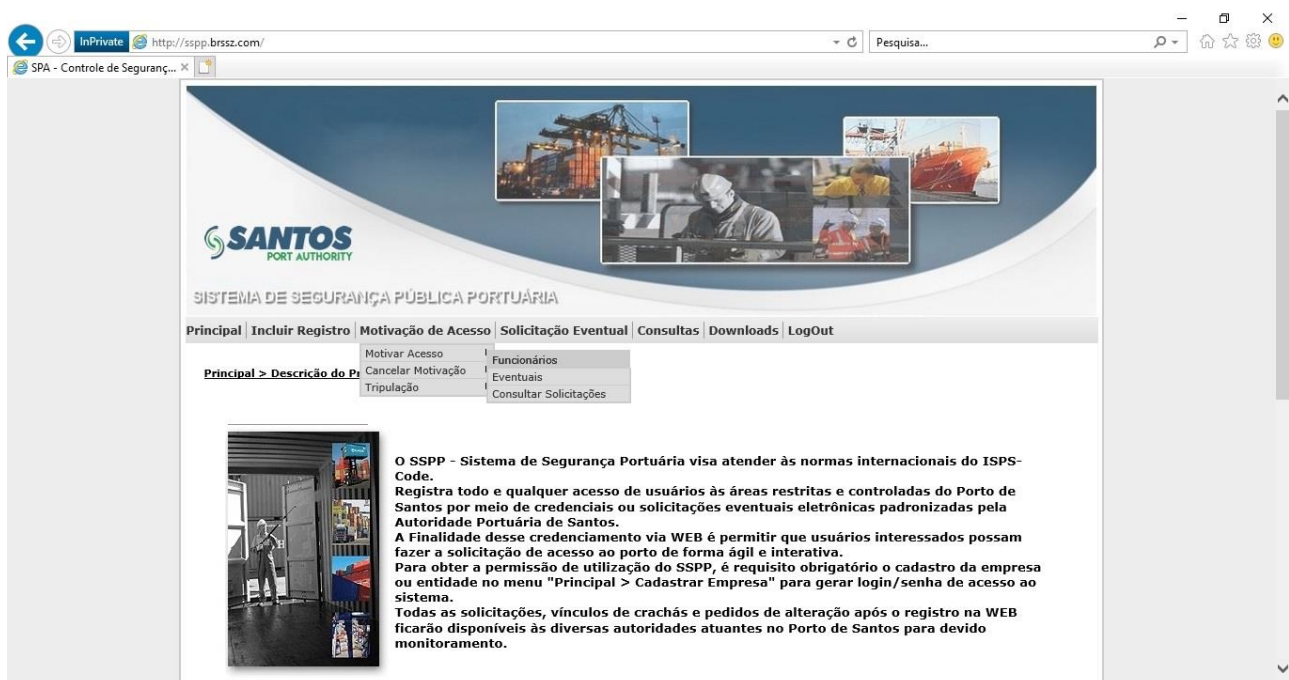 InPrivate
http://sspp.brssz.com/
Pesquisa...
SPA - Controle de Seguranç...
SANTOS
PORT AUTHORITY
SISTEMA DE SEGURANÇA PÚBLICA PORTUÁRIA
Principal Incluir Registro Motivação de Acesso Solicitação Eventual Consultas Downloads LogOut
Motivar Acesso
Cancelar Motivação
Tripulação
Funcionários
Eventuais
Consultar Solicitações
Principal > Descrição do
O SSPP - Sistema de Segurança Portuária visa atender às normas internacionais do ISPS-
Code.
Registra todo e qualquer acesso de usuários às áreas restritas e controladas do Porto de
Santos por meio de credenciais ou solicitações eventuais eletrônicas padronizadas pela
Autoridade Portuária de Santos.
A Finalidade desse credenciamento via WEB é permitir que usuários interessados possam
fazer a solicitação de acesso ao porto de forma ágil e interativa.
Para obter a permissão de utilização do SSPP, é requisito obrigatório o cadastro da empresa
ou entidade no menu "Principal > Cadastrar Empresa" para gerar login/senha de acesso ao
sistema.
Todas as solicitações, vínculos de crachás e pedidos de alteração após o registro na WEB
ficarão disponíveis às diversas autoridades atuantes no Porto de Santos para devido
monitoramento.